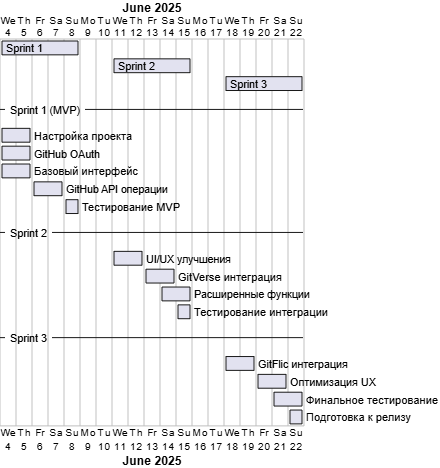 June 2025
We Th Fr Sa Su Mo Tu We Th Fr Sa Su Mo Tu We Th Fr Sa Su
4 5 6 7 8 9 10 11 12 13 14 15 16 17 18 19 20 21 22
Sprint 1
Sprint 2
Sprint 3
Sprint 1 (MVP)
Настройка проекта
GitHub OAuth
Базовый интерфейс
GitHub API операции
Тестирование MVP
Sprint 2
UI/UX улучшения
GitVerse интеграция
Расширенные функции
Тестирование интеграции
Sprint 3
GitFlic интеграция
Оптимизация UX
Финальное тестирование
Подготовка к релизу
We Th Fr Sa Su Mo Tu We Th Fr Sa Su Mo Tu We Th Fr Sa Su
4 5 6 7 8 9 10 11 12 13 14 15 16 17 18 19 20 21 22
June 2025